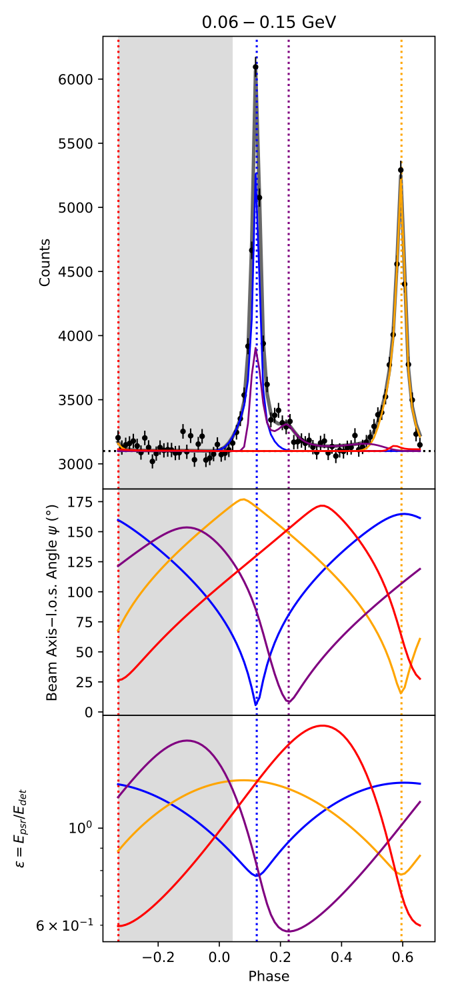 0.06 − 0.15 GeV
Counts
6000
5500
5000
4500
4000
3500
3000
Beam Axis−l.o.s. Angle ψ (°)
175
150
125
100
75
50
25
0
ε = E_psr/E_det
10⁰
6 × 10⁻¹
−0.2 0.0 0.2 0.4 0.6
Phase